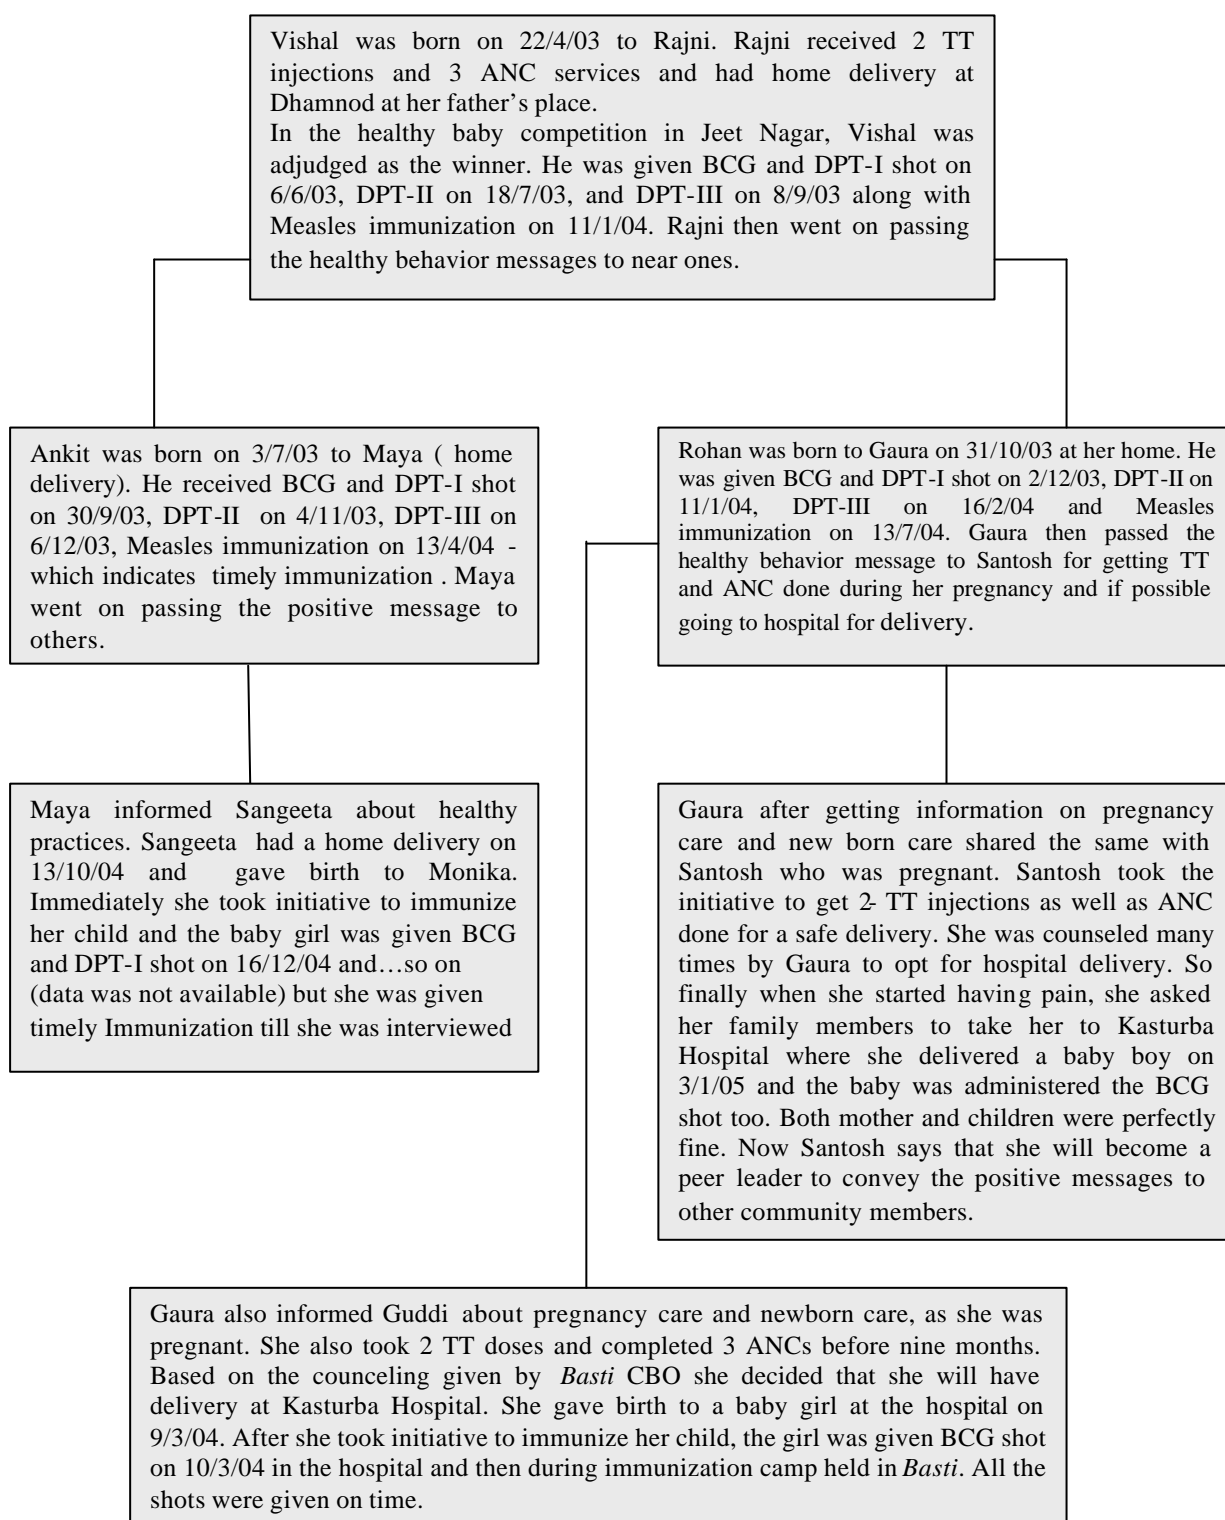 Vishal was born on 22/4/03 to Rajni. Rajni received 2 TT
injections and 3 ANC services and had home delivery at
Dhamnod at her father's place.
In the healthy baby competition in Jeet Nagar, Vishal was
adjudged as the winner. He was given BCG and DPT-I shot on
6/6/03, DPT-II on 18/7/03, and DPT-III on 8/9/03 along with
Measles immunization on 11/1/04. Rajni then went on passing
the healthy behavior messages to near ones.
Ankit was born on 3/7/03 to Maya ( home
delivery). He received BCG and DPT-I shot
on 30/9/03, DPT-II on 4/11/03, DPT-III on
6/12/03, Measles immunization on 13/4/04 -
which indicates timely immunization . Maya
went on passing the positive message to
others.
Rohan was born to Gaura on 31/10/03 at her home. He
was given BCG and DPT-I shot on 2/12/03, DPT-II on
11/1/04, DPT-III on 16/2/04 and Measles
immunization on 13/7/04. Gaura then passed the
healthy behavior message to Santosh for getting TT
and ANC done during her pregnancy and if possible
going to hospital for delivery.
Maya informed Sangeeta about healthy
practices. Sangeeta had a home delivery on
13/10/04 and gave birth to Monika.
Immediately she took initiative to immunize
her child and the baby girl was given BCG
and DPT-I shot on 16/12/04 and…so on
(data was not available) but she was given
timely Immunization till she was interviewed
Gaura after getting information on pregnancy
care and new born care shared the same with
Santosh who was pregnant. Santosh took the
initiative to get 2- TT injections as well as ANC
done for a safe delivery. She was counseled many
times by Gaura to opt for hospital delivery. So
finally when she started having pain, she asked
her family members to take her to Kasturba
Hospital where she delivered a baby boy on
3/1/05 and the baby was administered the BCG
shot too. Both mother and children were perfectly
fine. Now Santosh says that she will become a
peer leader to convey the positive messages to
other community members.
Gaura also informed Guddi about pregnancy care and newborn care, as she was
pregnant. She also took 2 TT doses and completed 3 ANCs before nine months.
Based on the counceling given by Basti CBO she decided that she will have
delivery at Kasturba Hospital. She gave birth to a baby girl at the hospital on
9/3/04. After she took initiative to immunize her child, the girl was given BCG shot
on 10/3/04 in the hospital and then during immunization camp held in Basti. All the
shots were given on time.